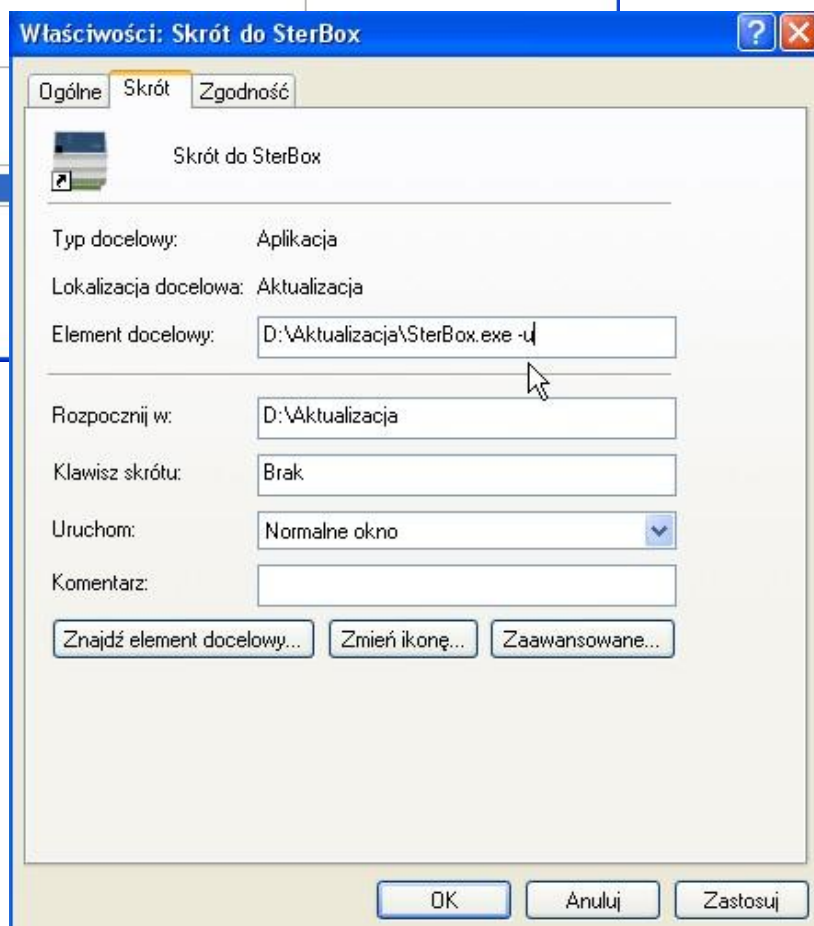 Właściwości: Skrót do SterBox
Ogólne Skrót Zgodność
Skrót do SterBox
Typ docelowy: Aplikacja
Lokalizacja docelowa: Aktualizacja
Element docelowy: D:\Aktualizacja\SterBox.exe -u
Rozpocznij w: D:\Aktualizacja
Klawisz skrótu: Brak
Uruchom: Normalne okno
Komentarz:
Znajdź element docelowy... Zmień ikonę... Zaawansowane...
OK Anuluj Zastosuj